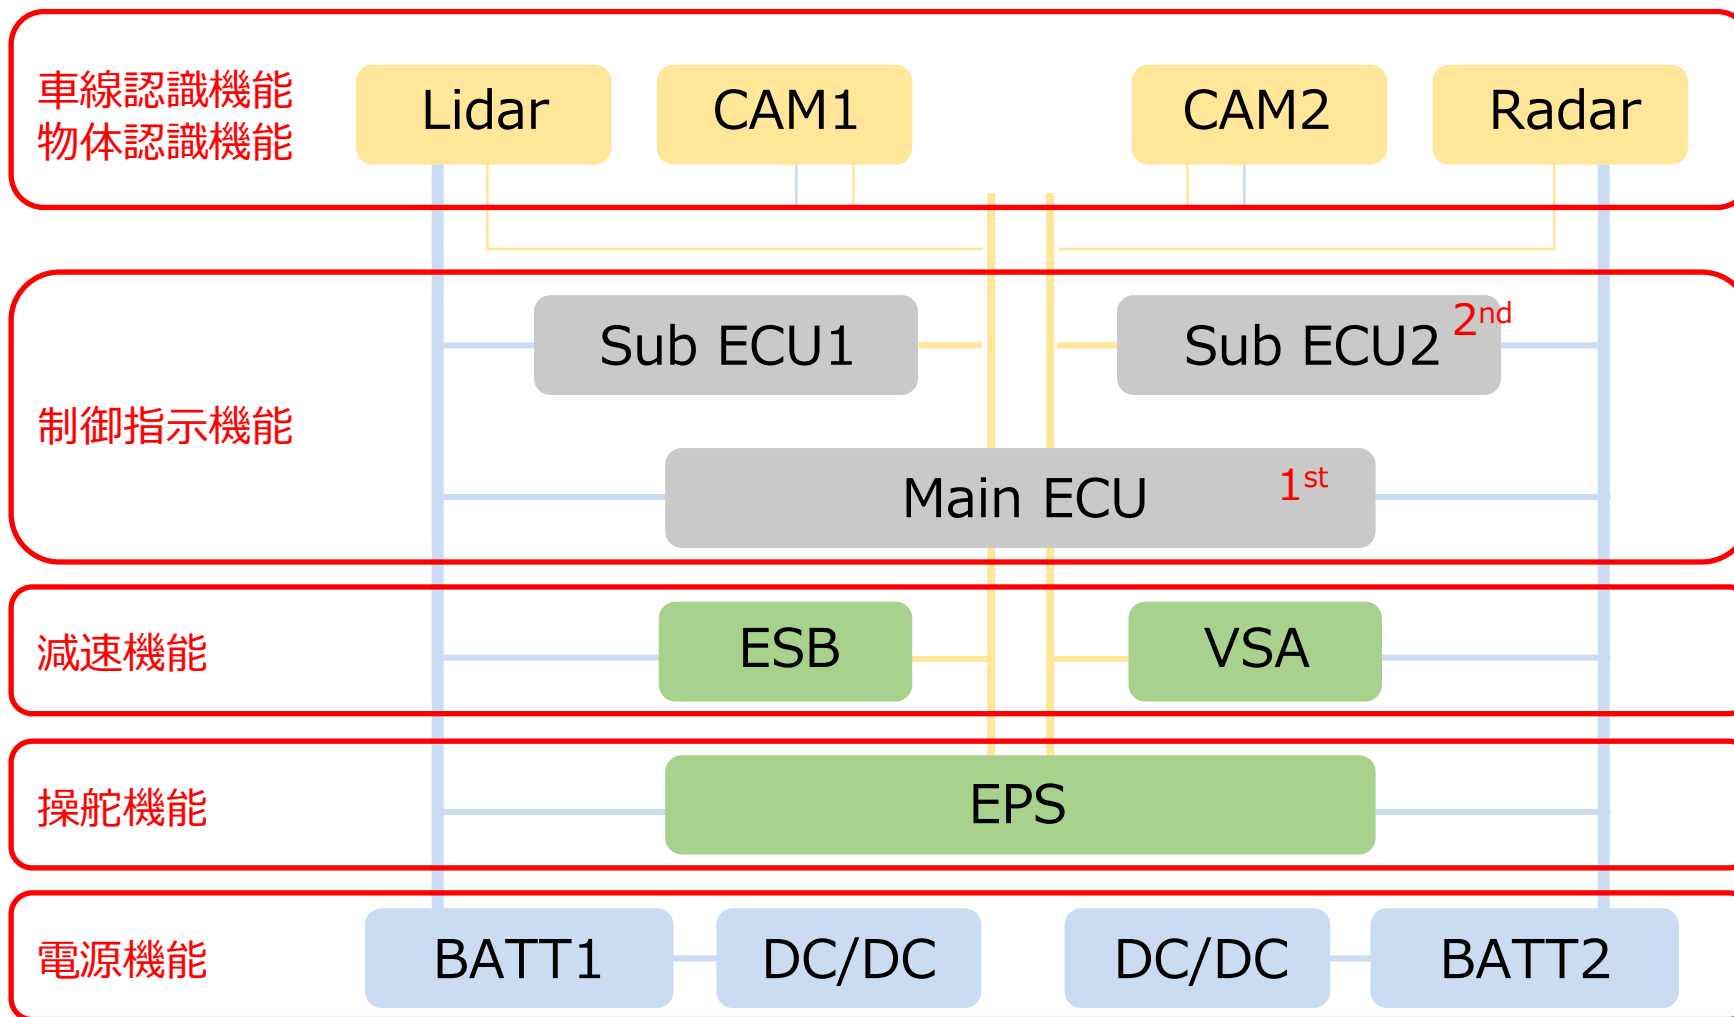 車線認識機能
物体認識機能
Lidar
CAM1
CAM2
Radar
制御指示機能
Sub ECU1
Sub ECU2
2nd
Main ECU
1st
減速機能
ESB
VSA
操舵機能
EPS
電源機能
BATT1
DC/DC
DC/DC
BATT2